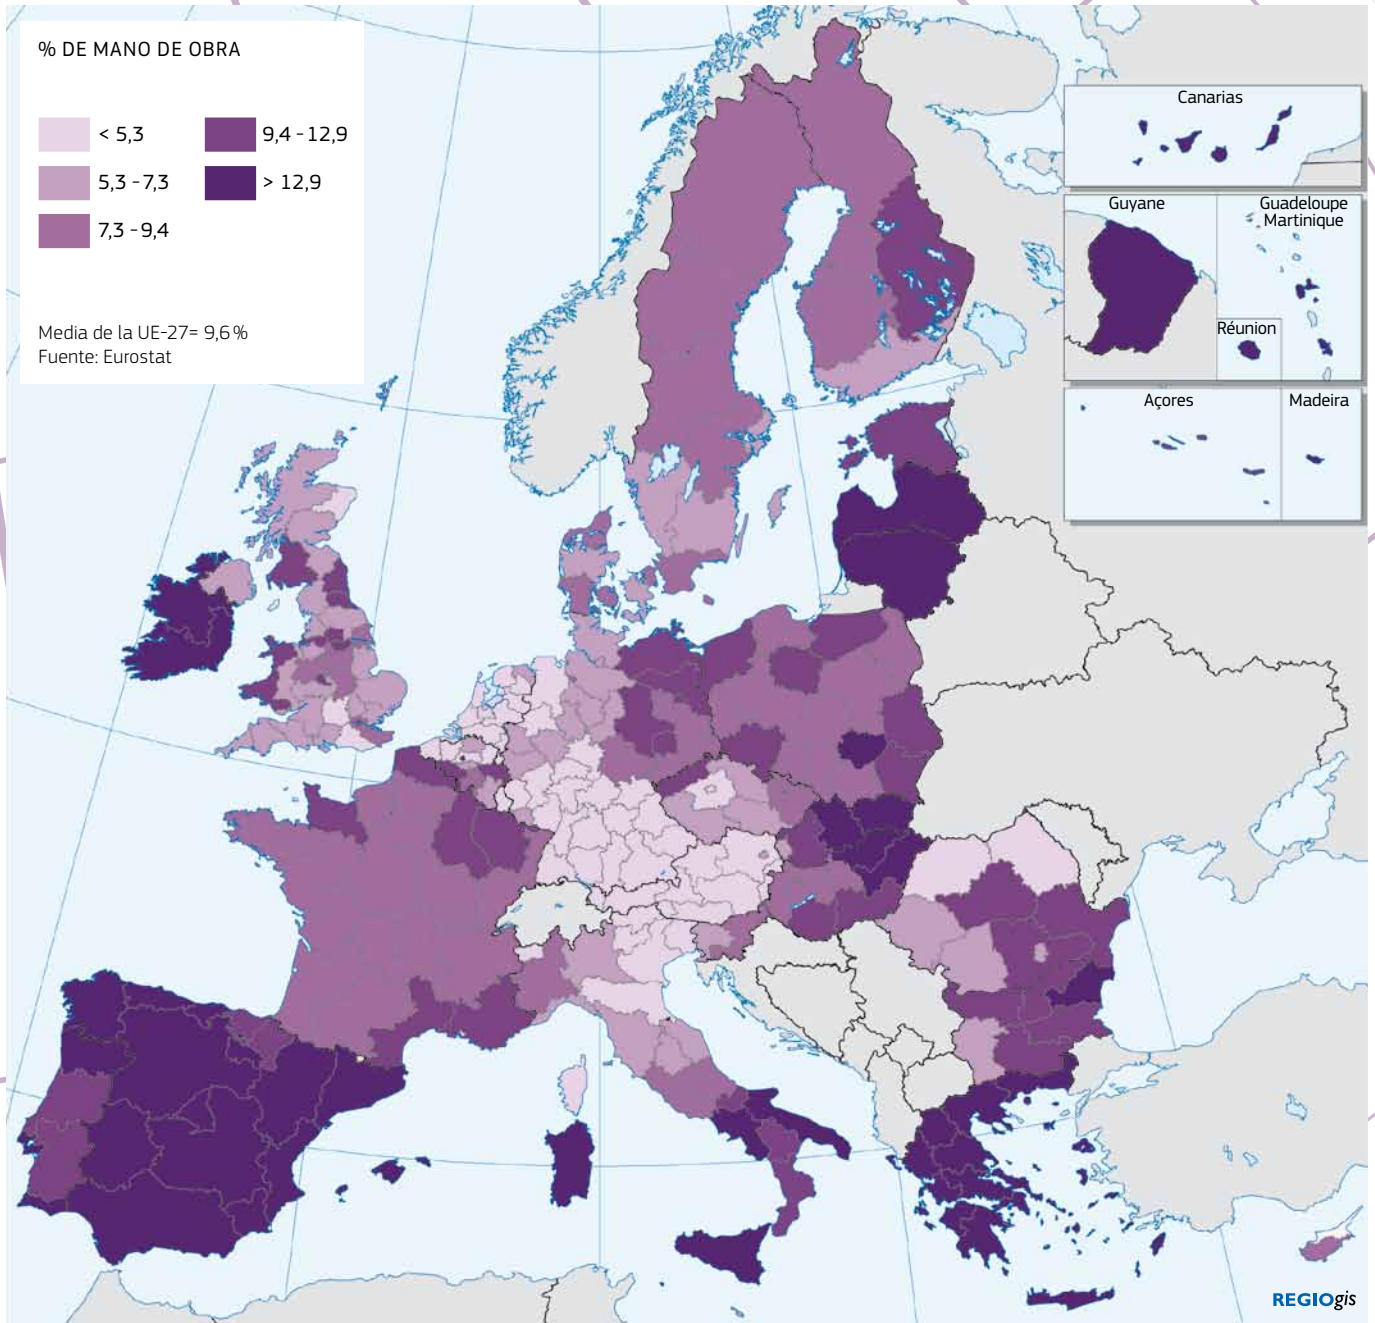 % DE MANO DE OBRA
< 5,3
9,4 - 12,9
5,3 - 7,3
> 12,9
7,3 - 9,4
Media de la UE-27= 9,6 %
Fuente: Eurostat
Canarias
Guyane
Guadeloupe
Martinique
Réunion
Açores
Madeira
REGIOgis